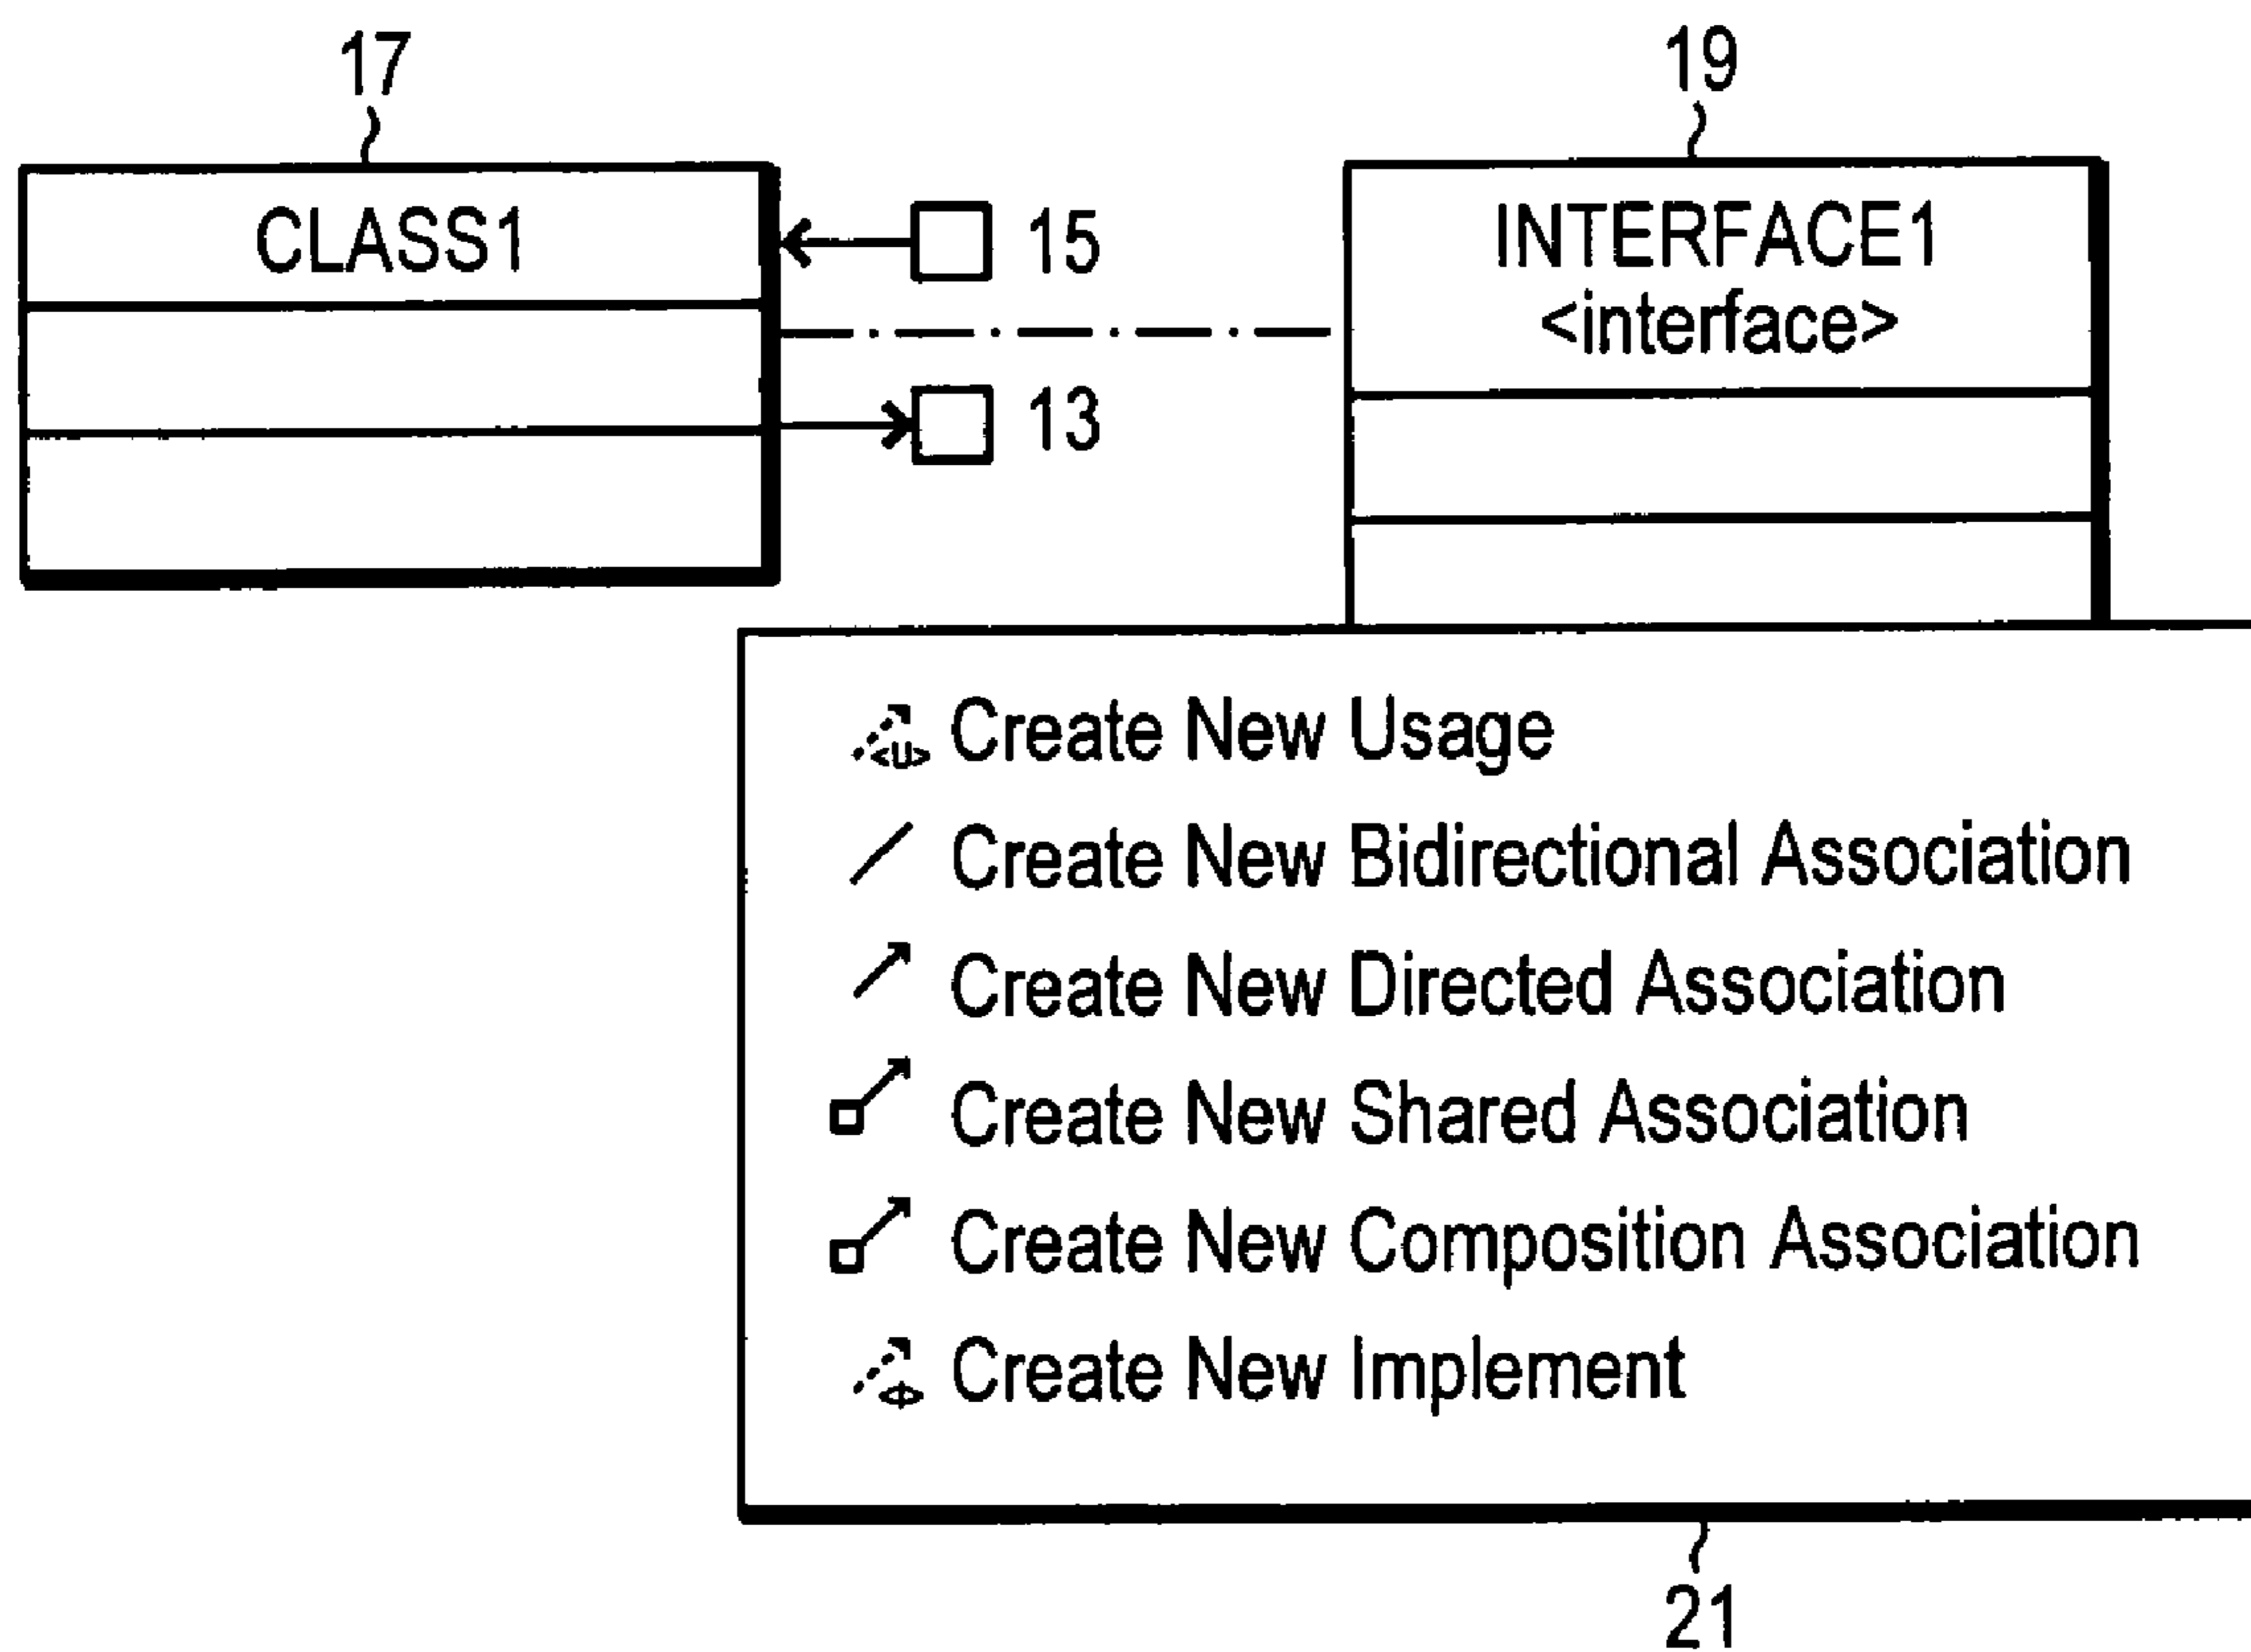 17
19
CLASS1
15
INTERFACE1
<interface>
13
Create New Usage
Create New Bidirectional Association
Create New Directed Association
Create New Shared Association
Create New Composition Association
Create New Implement
21